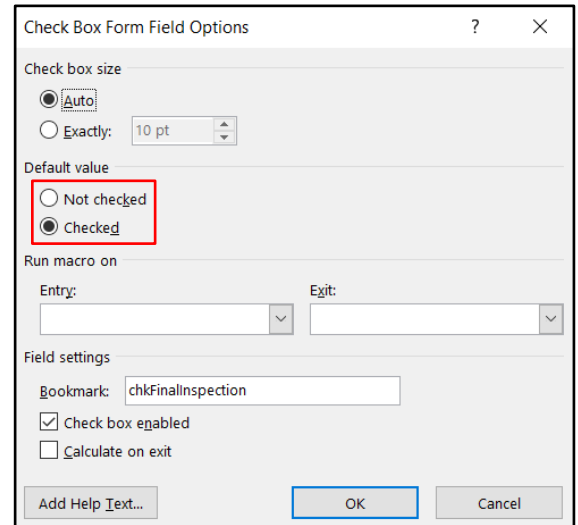 Check Box Form Field Options ?
Check box size
Auto
Exactly: 10 pt
Default value
Not checked
Checked
Run macro on
Entry: Exit:
Field settings
Bookmark: chkFinalInspection
Check box enabled
Calculate on exit
Add Help Text... OK Cancel